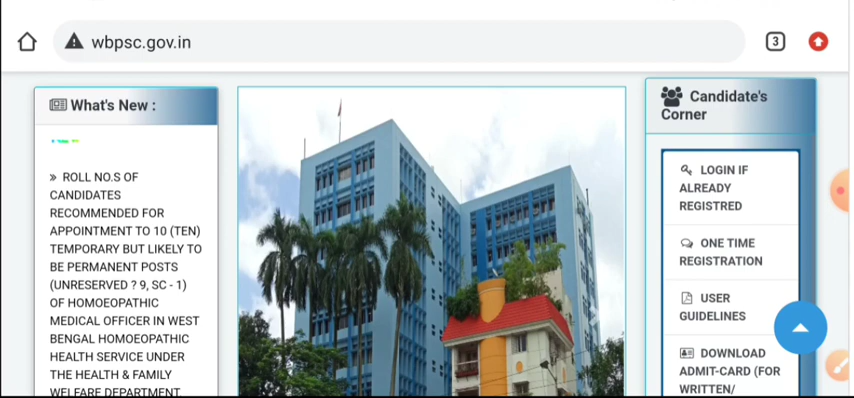 wbpsc.gov.in
3
What's New :
» ROLL NO.S OF
CANDIDATES
RECOMMENDED FOR
APPOINTMENT TO 10 (TEN)
TEMPORARY BUT LIKELY TO
BE PERMANENT POSTS
(UNRESERVED ? 9, SC - 1)
OF HOMOEOPATHIC
MEDICAL OFFICER IN WEST
BENGAL HOMOEOPATHIC
HEALTH SERVICE UNDER
THE HEALTH & FAMILY
WELFARE DEPARTMENT
Candidate's
Corner
LOGIN IF
ALREADY
REGISTRED
ONE TIME
REGISTRATION
USER
GUIDELINES
DOWNLOAD
ADMIT-CARD (FOR
WRITTEN/